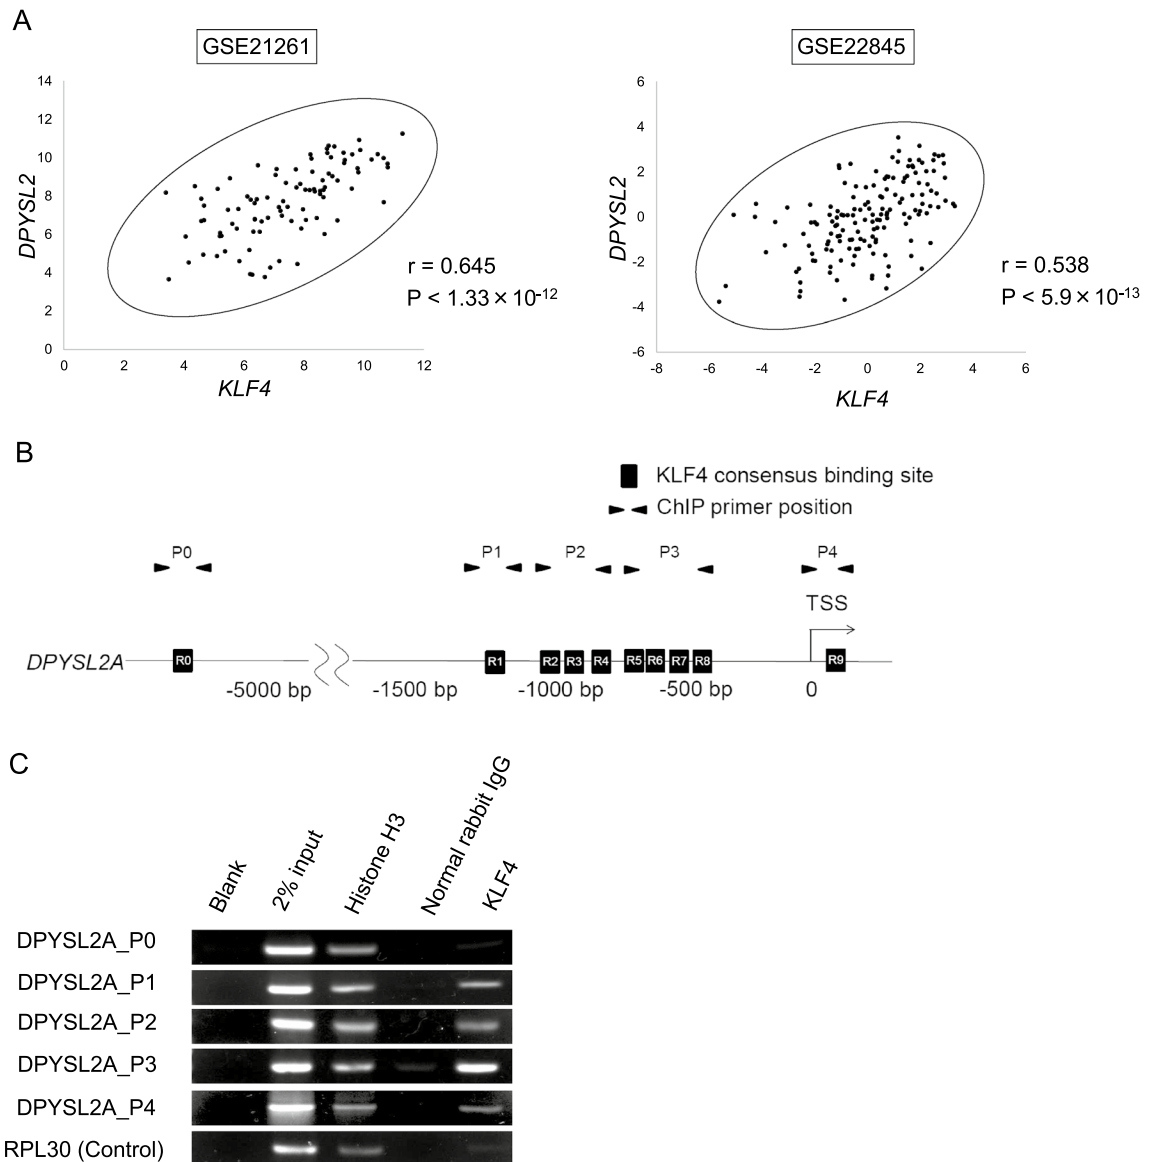 A
GSE21261
GSE22845
14
12
10
8
6
4
2
0
DPYSL2
0 2 4 6 8 10 12
KLF4
r = 0.645
P < 1.33 × 10-12
6
4
2
0
-2
-4
-6
DPYSL2
-8 -6 -4 -2 0 2 4 6
KLF4
r = 0.538
P < 5.9 × 10-13
B
KLF4 consensus binding site
ChIP primer position
P0 P1 P2 P3 P4
TSS
DPYSL2A R0 R1 R2 R3 R4 R5 R6 R7 R8 R9
-5000 bp -1500 bp -1000 bp -500 bp 0
C
Blank
2% input
Histone H3
Normal rabbit IgG
KLF4
DPYSL2A_P0
DPYSL2A_P1
DPYSL2A_P2
DPYSL2A_P3
DPYSL2A_P4
RPL30 (Control)